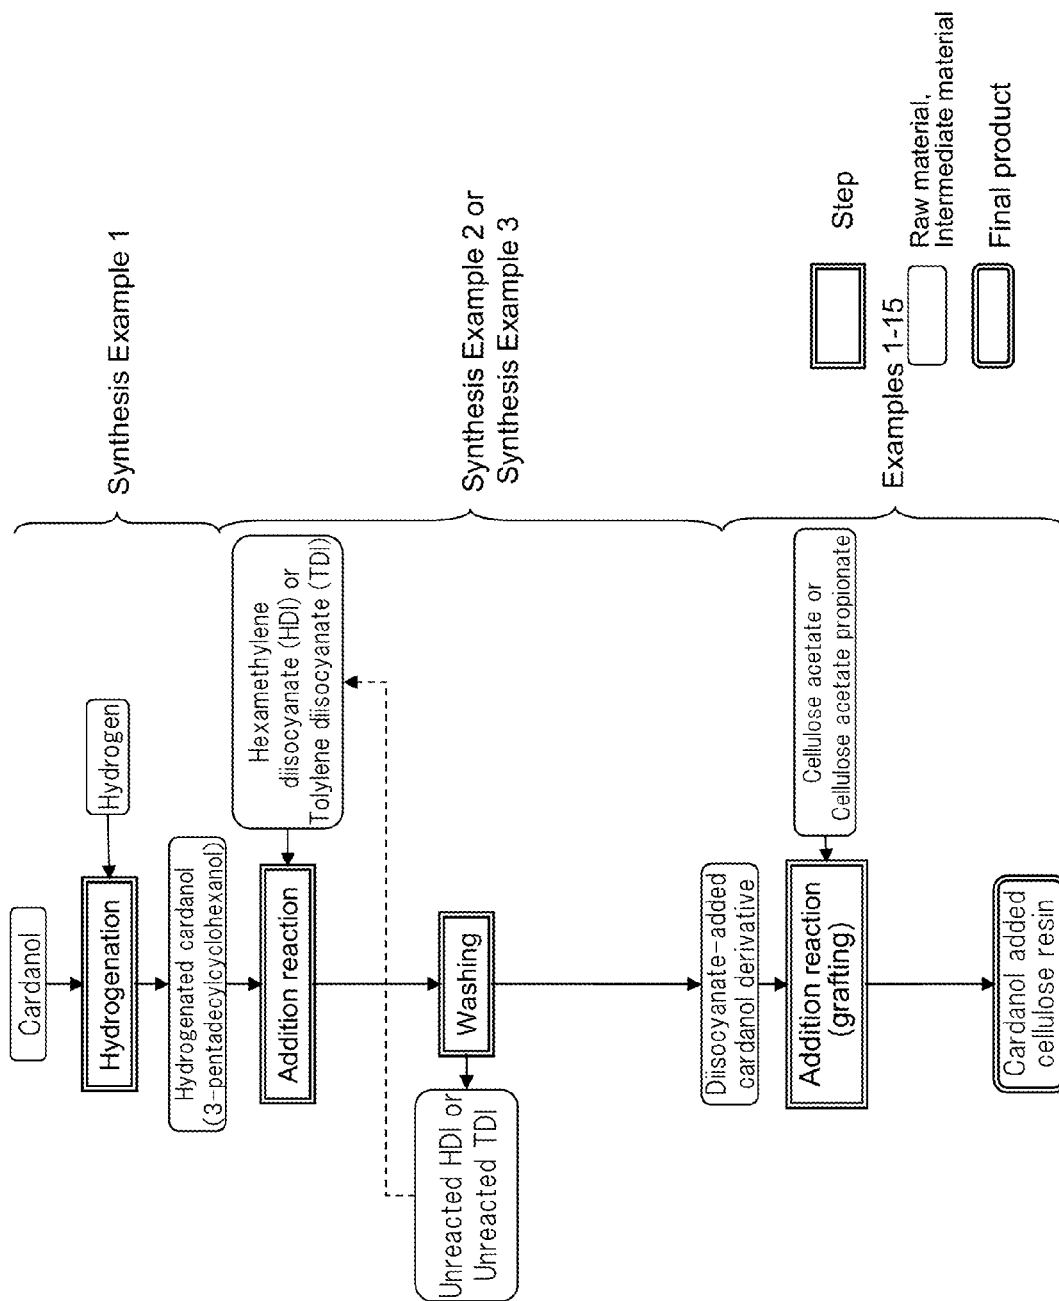 Cardanol
Hydrogen
Hydrogenation
Hydrogenated cardanol
(3-pentadecylcyclohexanol)
Synthesis Example 1
Hexamethylene
diisocyanate (HDI) or
Tolylene diisocyanate (TDI)
Addition reaction
Washing
Unreacted HDI or
Unreacted TDI
Synthesis Example 2 or
Synthesis Example 3
Diisocyanate-added
cardanol derivative
Cellulose acetate or
Cellulose acetate propionate
Addition reaction
(grafting)
Cardanol added
cellulose resin
Examples 1-15
Step
Raw material,
Intermediate material
Final product